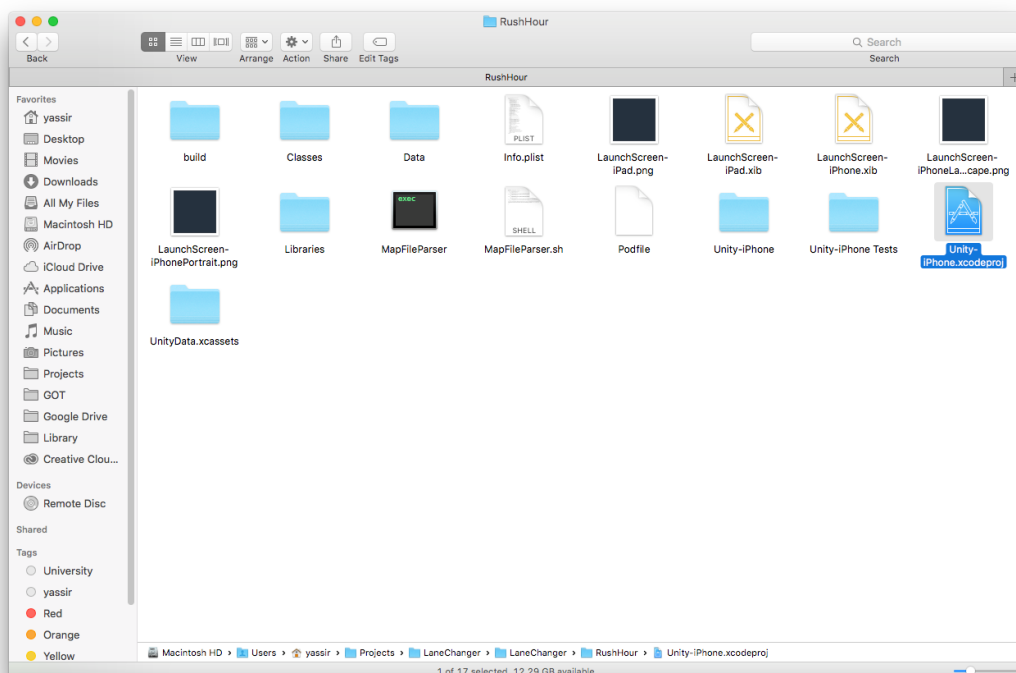 RushHour
Back
View
Arrange
Action
Share
Edit Tags
Search
Search
RushHour
Favorites
yassir
Desktop
Movies
Downloads
All My Files
Macintosh HD
AirDrop
iCloud Drive
Applications
Documents
Music
Pictures
Projects
GOT
Google Drive
Library
Creative Clou...
Devices
Remote Disc
Shared
Tags
University
yassir
Red
Orange
Yellow
build
Classes
Data
PLIST
Info.plist
LaunchScreen-
iPad.png
LaunchScreen-
iPad.xib
LaunchScreen-
iPhone.xib
LaunchScreen-
iPhoneLa...cape.png
LaunchScreen-
iPhonePortrait.png
Libraries
exec
MapFileParser
SHELL
MapFileParser.sh
Podfile
Unity-iPhone
Unity-iPhone Tests
Unity-
iPhone.xcodeproj
UnityData.xcassets
Macintosh HD › Users › yassir › Projects › LaneChanger › LaneChanger › RushHour › Unity-iPhone.xcodeproj
1 of 17 selected, 12.29 GB available